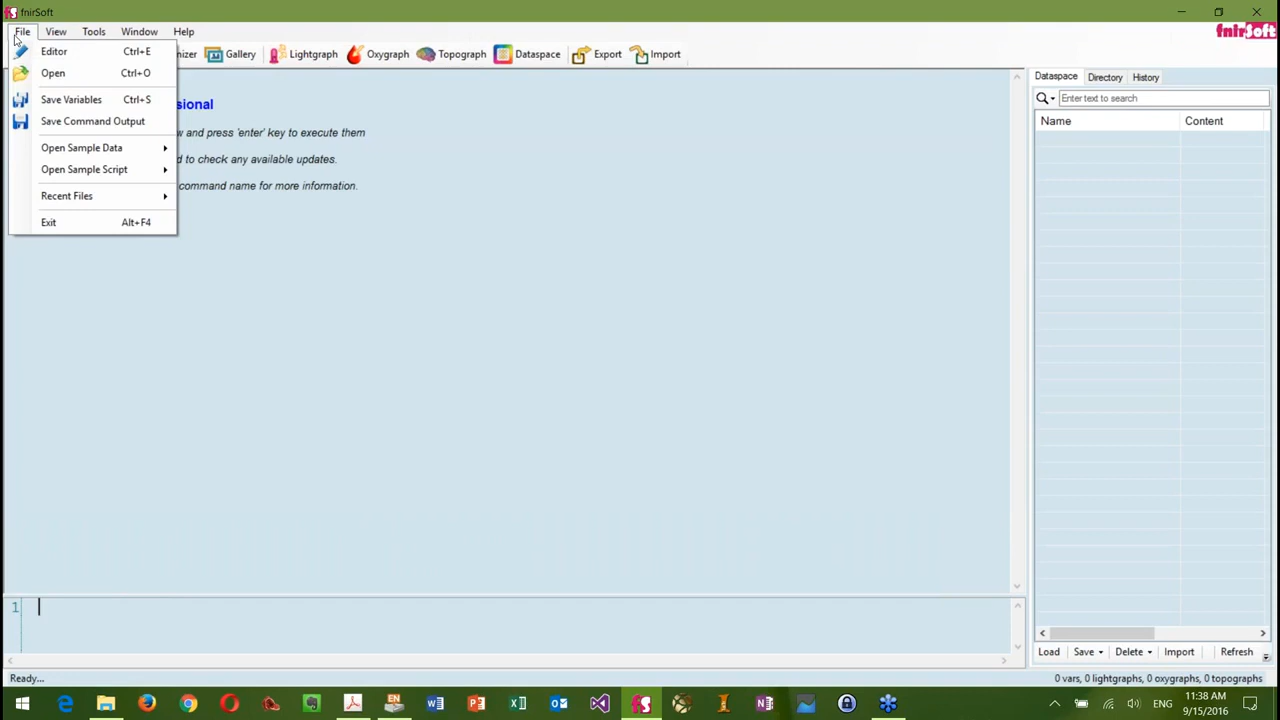 fnirSoft
File View Tools Window Help
fnirSoft
Editor Ctrl+E
Open Ctrl+O
Save Variables Ctrl+S
Save Command Output
Open Sample Data
Open Sample Script
Recent Files
Exit Alt+F4
nizer Gallery Lightgraph Oxygraph Topograph Dataspace Export Import
sional
w and press 'enter' key to execute them
d to check any available updates.
command name for more information.
Dataspace Directory History
Enter text to search
Name Content
1
Load Save Delete Import Refresh
Ready...
0 vars, 0 lightgraphs, 0 oxygraphs, 0 topographs
ENG
11:38 AM
9/15/2016